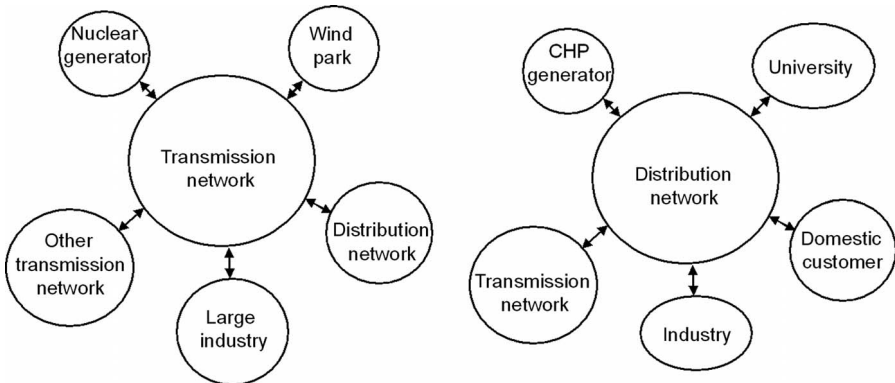 Nuclear
generator
Wind
park
Transmission
network
Other
transmission
network
Distribution
network
Large
industry
CHP
generator
University
Distribution
network
Transmission
network
Domestic
customer
Industry